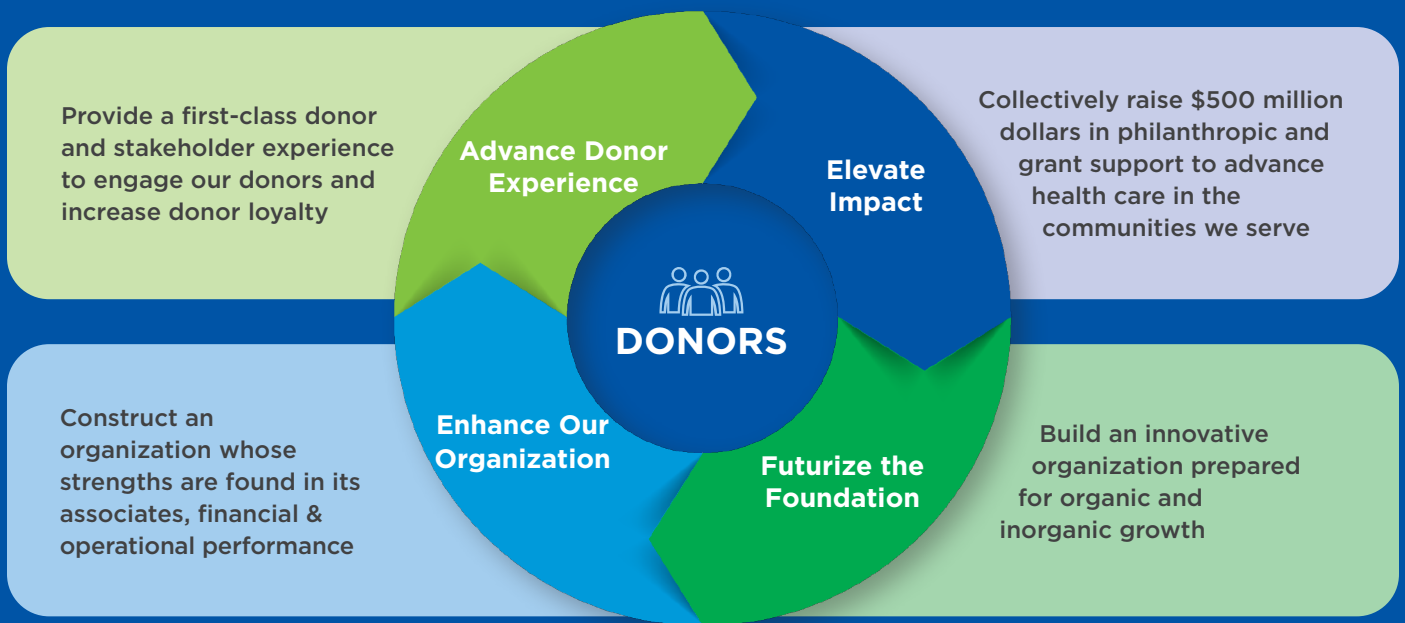 Provide a first-class donor
and stakeholder experience
to engage our donors and
increase donor loyalty
Advance Donor
Experience
Elevate
Impact
Collectively raise $500 million
dollars in philanthropic and
grant support to advance
health care in the
communities we serve
DONORS
Construct an
organization whose
strengths are found in its
associates, financial &
operational performance
Enhance Our
Organization
Futurize the
Foundation
Build an innovative
organization prepared
for organic and
inorganic growth